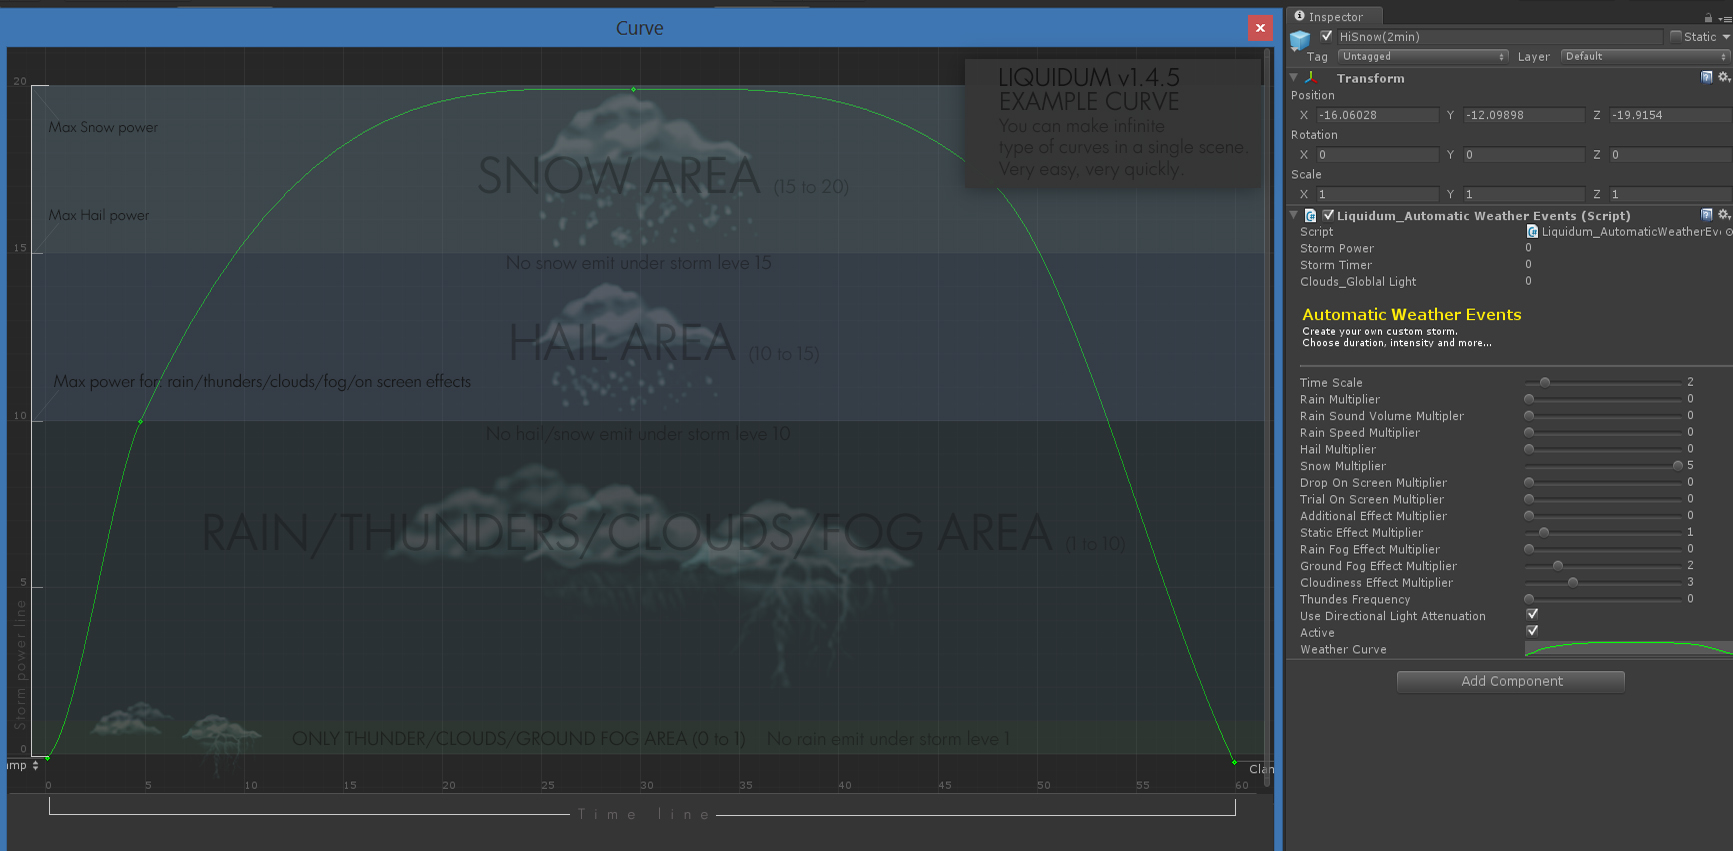 Curve
x
20
Max Snow power
LIQUIDUM v1.4.5
EXAMPLE CURVE
You can make infinite
type of curves in a single scene.
Very easy, very quickly.
SNOW AREA (15 to 20)
Max Hail power
15
No snow emit under storm leve 15
HAIL AREA (10 to 15)
Max power for: rain/thunders/clouds/fog/on screen effects
10
No hail/snow emit under storm leve 10
RAIN/THUNDERS/CLOUDS/FOG AREA (1 to 10)
5
Storm power line
0
ONLY THUNDER/CLOUDS/GROUND FOG AREA (0 to 1) No rain emit under storm leve 1
mp
Clam
0 5 10 15 20 25 30 35 40 45 50 55 60
Time line
Inspector
HiSnow(2min) Static
Tag Untagged Layer Default
Transform
Position
X -16.06028 Y -12.09898 Z -19.9154
Rotation
X 0 Y 0 Z 0
Scale
X 1 Y 1 Z 1
Liquidum_Automatic Weather Events (Script)
Script Liquidum_AutomaticWeatherEv
Storm Power 0
Storm Timer 0
Clouds_Globlal Light 0
Automatic Weather Events
Create your own custom storm.
Choose duration, intensity and more...
Time Scale 2
Rain Multiplier 0
Rain Sound Volume Multipler 0
Rain Speed Multiplier 0
Hail Multiplier 0
Snow Multiplier 5
Drop On Screen Multiplier 0
Trial On Screen Multiplier 0
Additional Effect Multiplier 0
Static Effect Multiplier 1
Rain Fog Effect Multiplier 0
Ground Fog Effect Multiplier 2
Cloudiness Effect Multiplier 3
Thundes Frequency 0
Use Directional Light Attenuation
Active
Weather Curve
Add Component